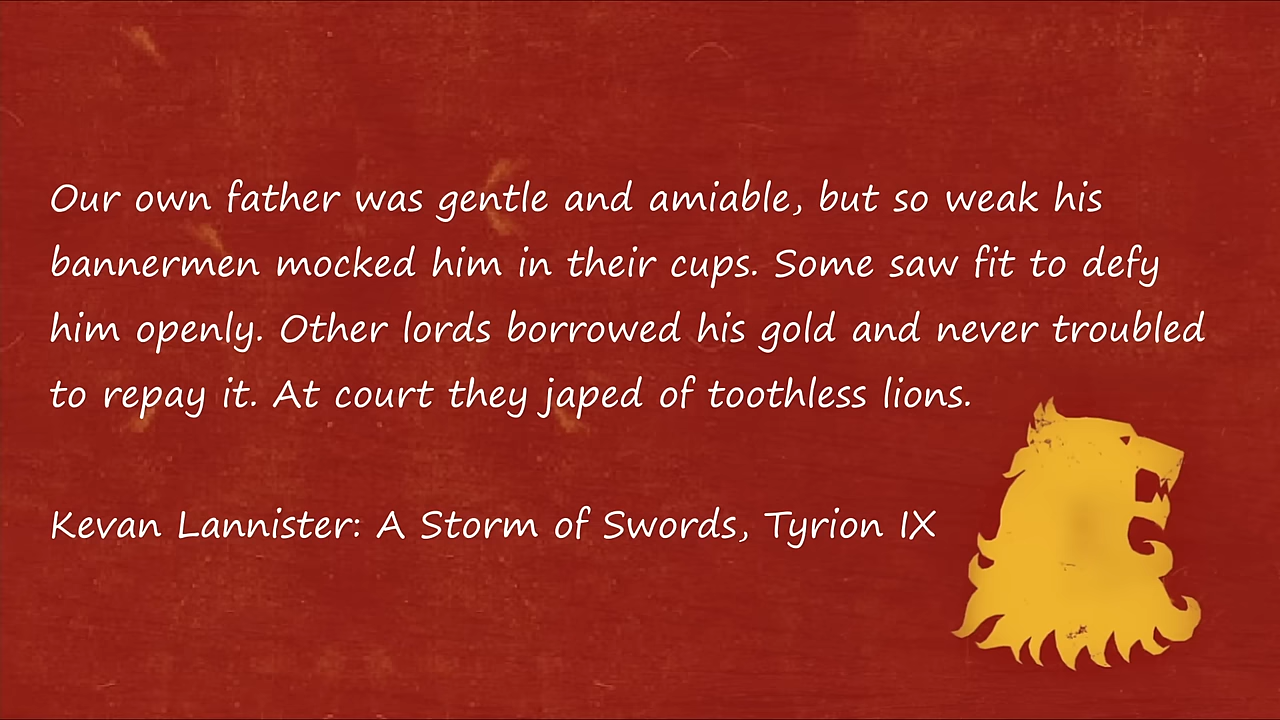 Our own father was gentle and amiable, but so weak his
bannermen mocked him in their cups. Some saw fit to defy
him openly. Other lords borrowed his gold and never troubled
to repay it. At court they japed of toothless lions.
Kevan Lannister: A Storm of Swords, Tyrion IX